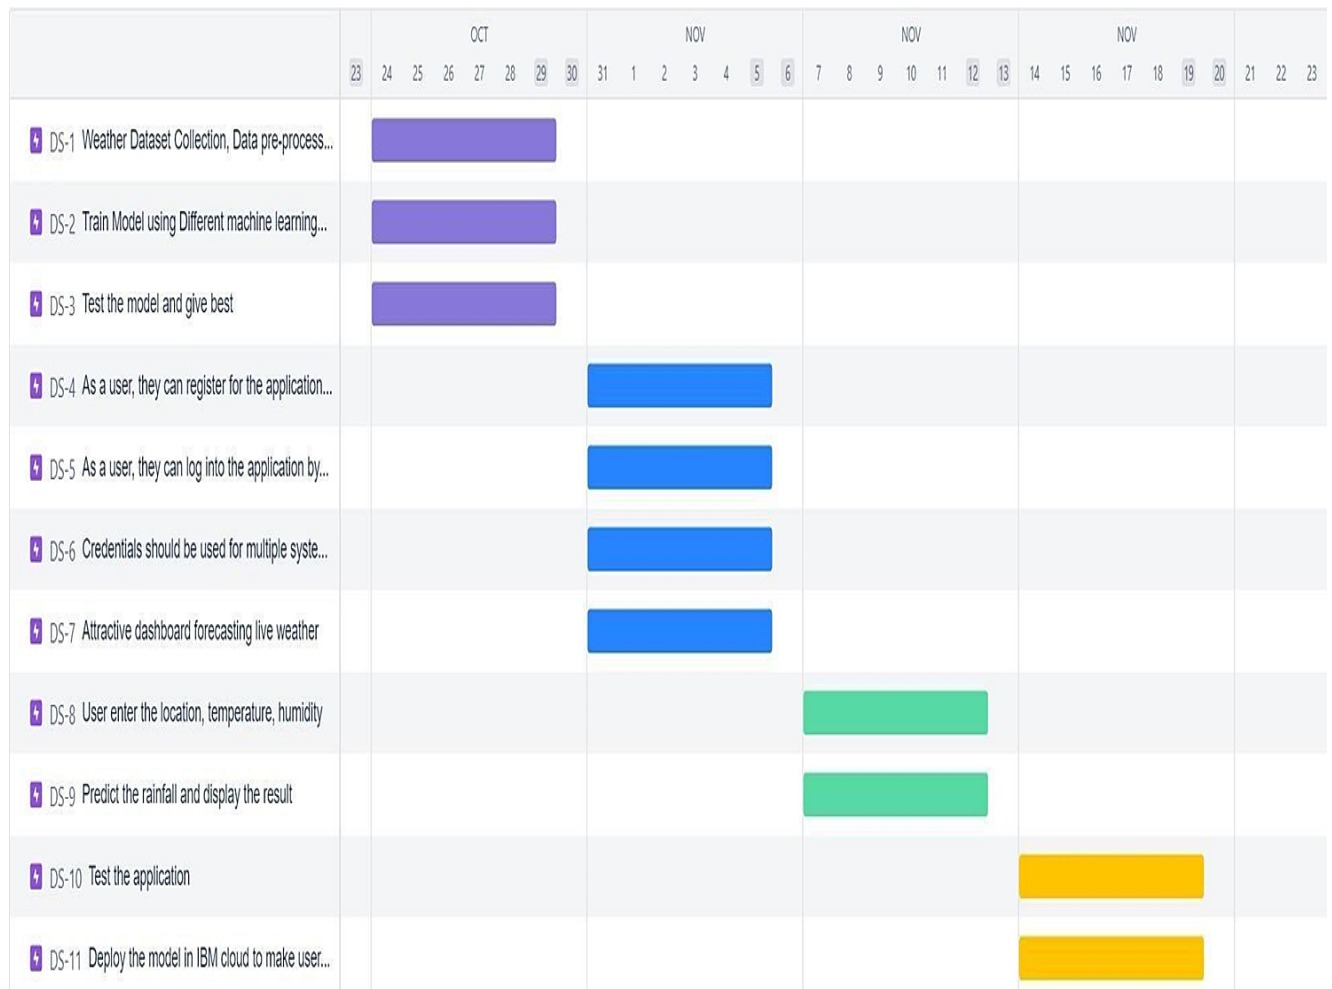 OCT NOV NOV NOV
23 24 25 26 27 28 29 30 31 1 2 3 4 5 6 7 8 9 10 11 12 13 14 15 16 17 18 19 20 21 22 23
DS-1 Weather Dataset Collection, Data pre-process...
DS-2 Train Model using Different machine learning...
DS-3 Test the model and give best
DS-4 As a user, they can register for the application...
DS-5 As a user, they can log into the application by...
DS-6 Credentials should be used for multiple syste...
DS-7 Attractive dashboard forecasting live weather
DS-8 User enter the location, temperature, humidity
DS-9 Predict the rainfall and display the result
DS-10 Test the application
DS-11 Deploy the model in IBM cloud to make user...